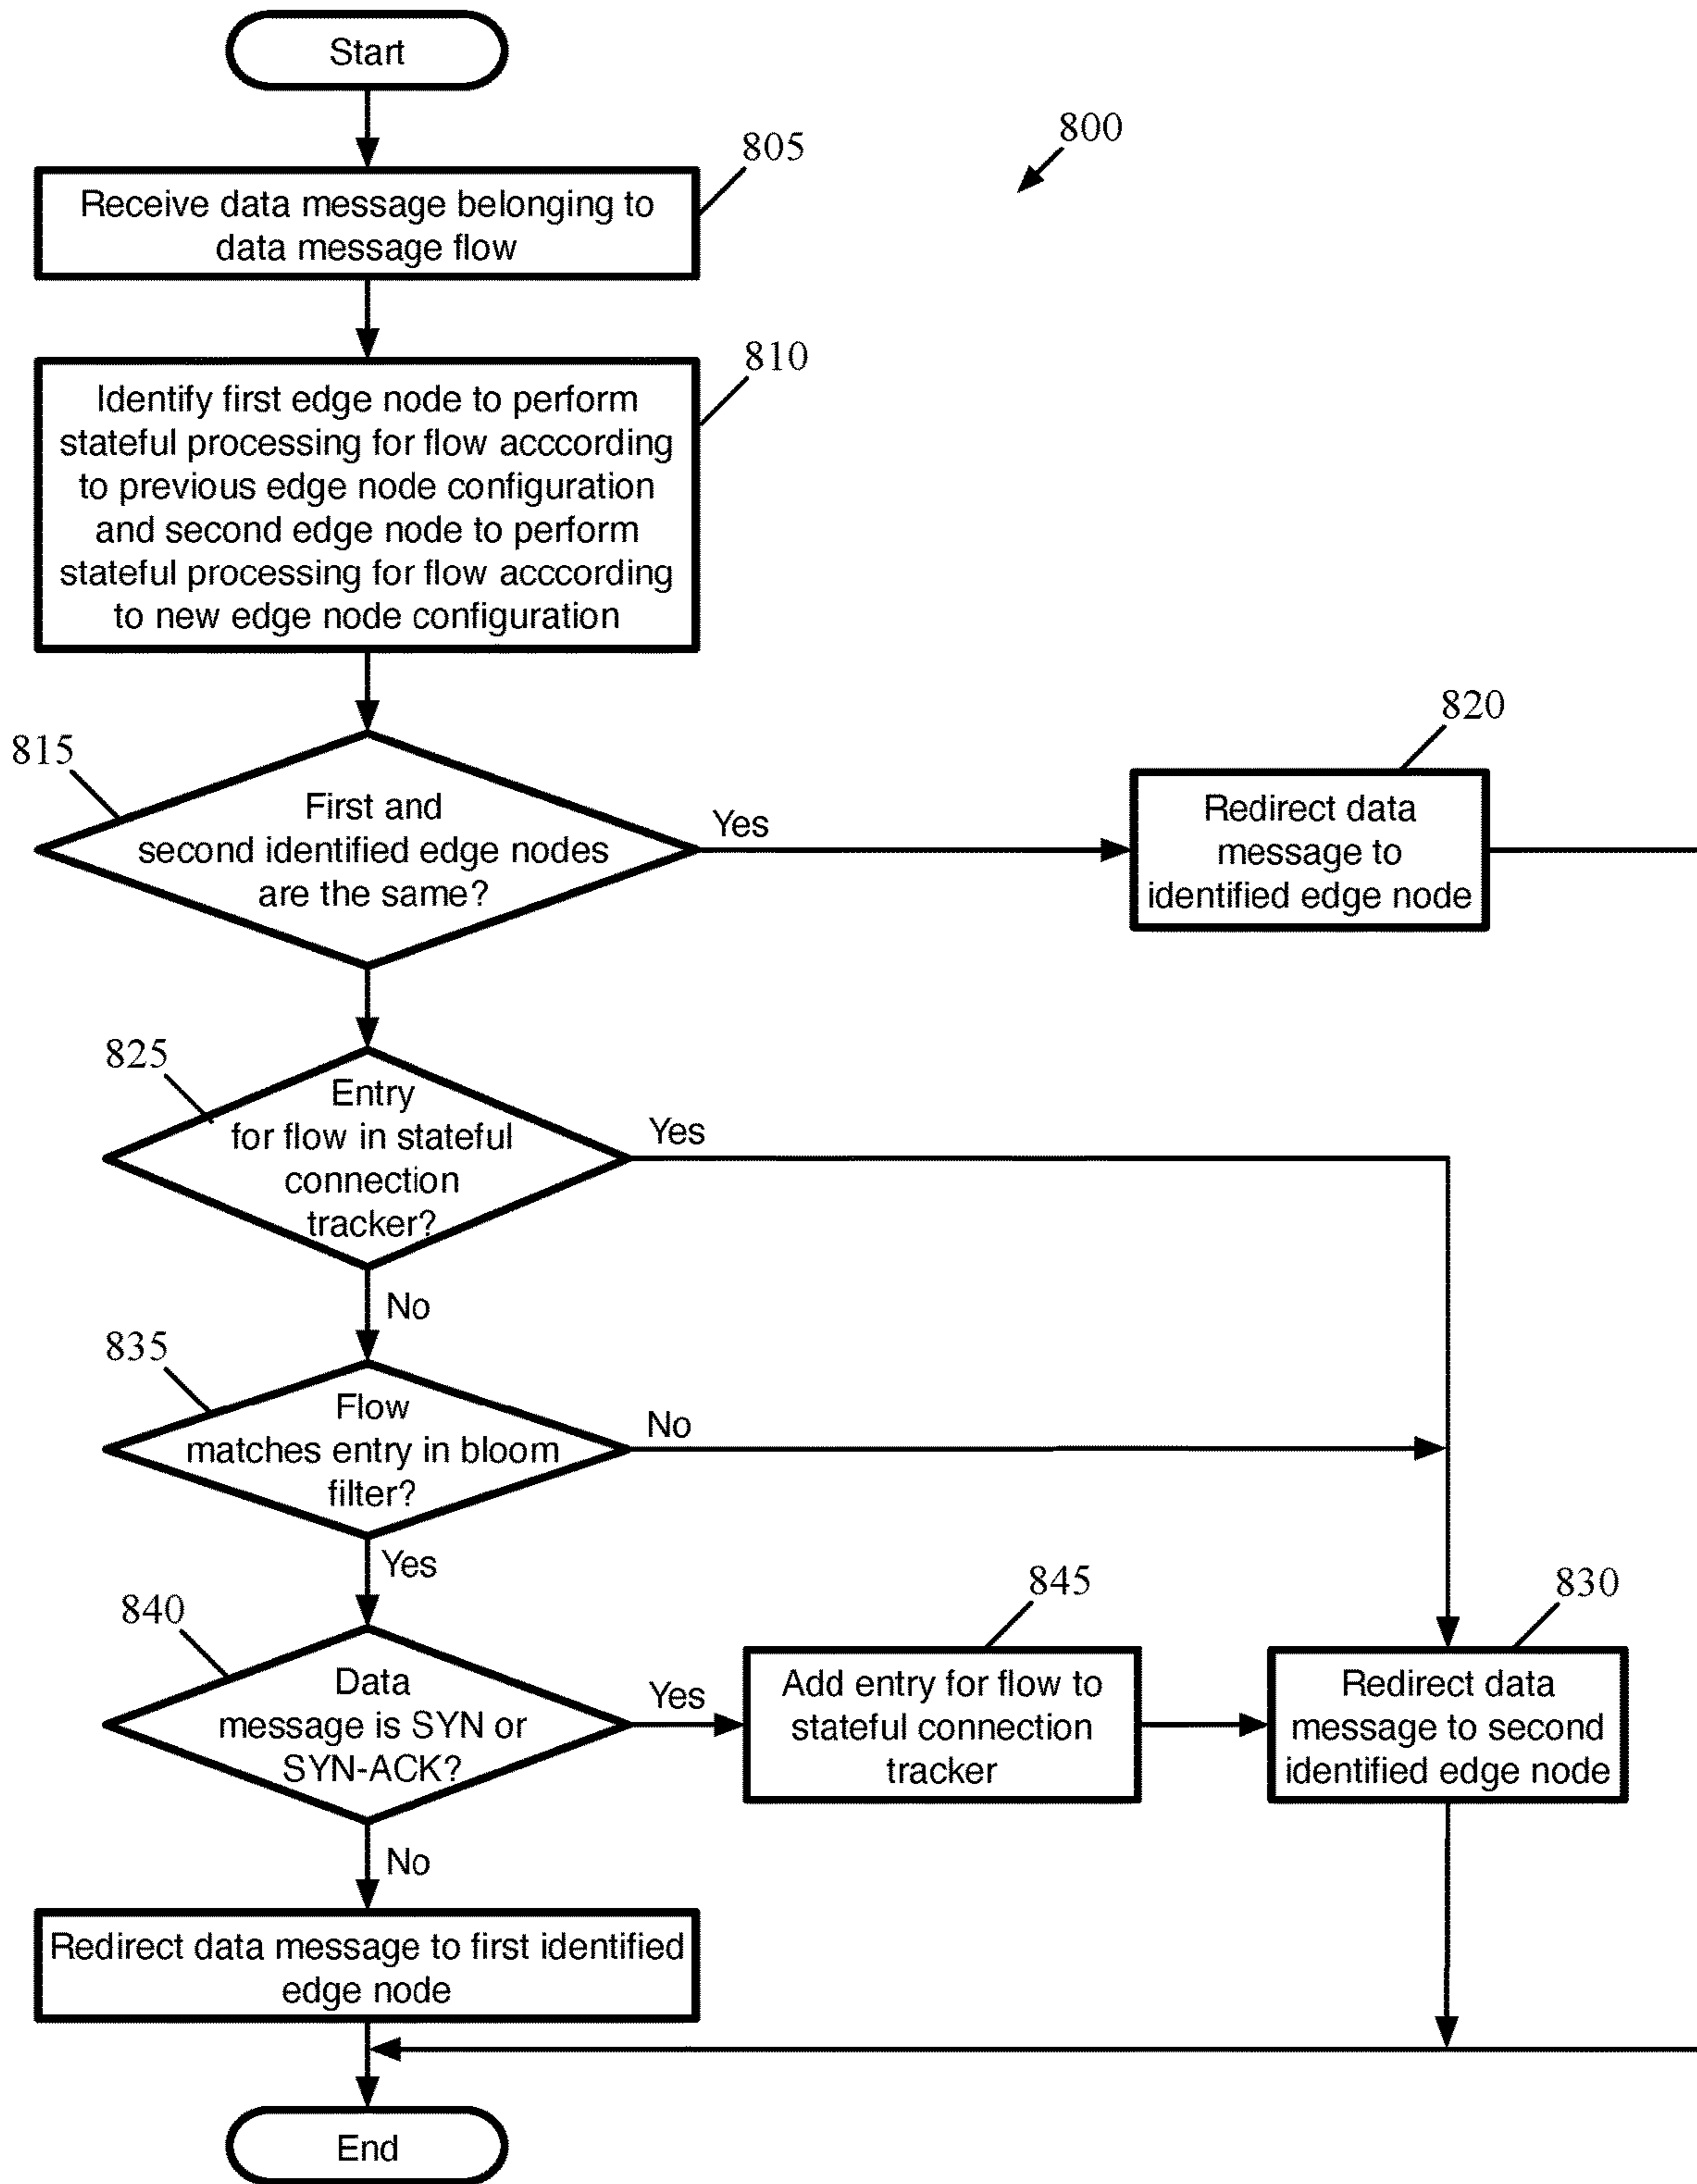 Start
800
805
Receive data message belonging to
data message flow
810
Identify first edge node to perform
stateful processing for flow acccording
to previous edge node configuration
and second edge node to perform
stateful processing for flow acccording
to new edge node configuration
815
First and
second identified edge nodes
are the same?
Yes
820
Redirect data
message to
identified edge node
825
Entry
for flow in stateful
connection
tracker?
Yes
No
835
Flow
matches entry in bloom
filter?
No
Yes
840
Data
message is SYN or
SYN-ACK?
Yes
845
Add entry for flow to
stateful connection
tracker
830
Redirect data
message to second
identified edge node
No
Redirect data message to first identified
edge node
End